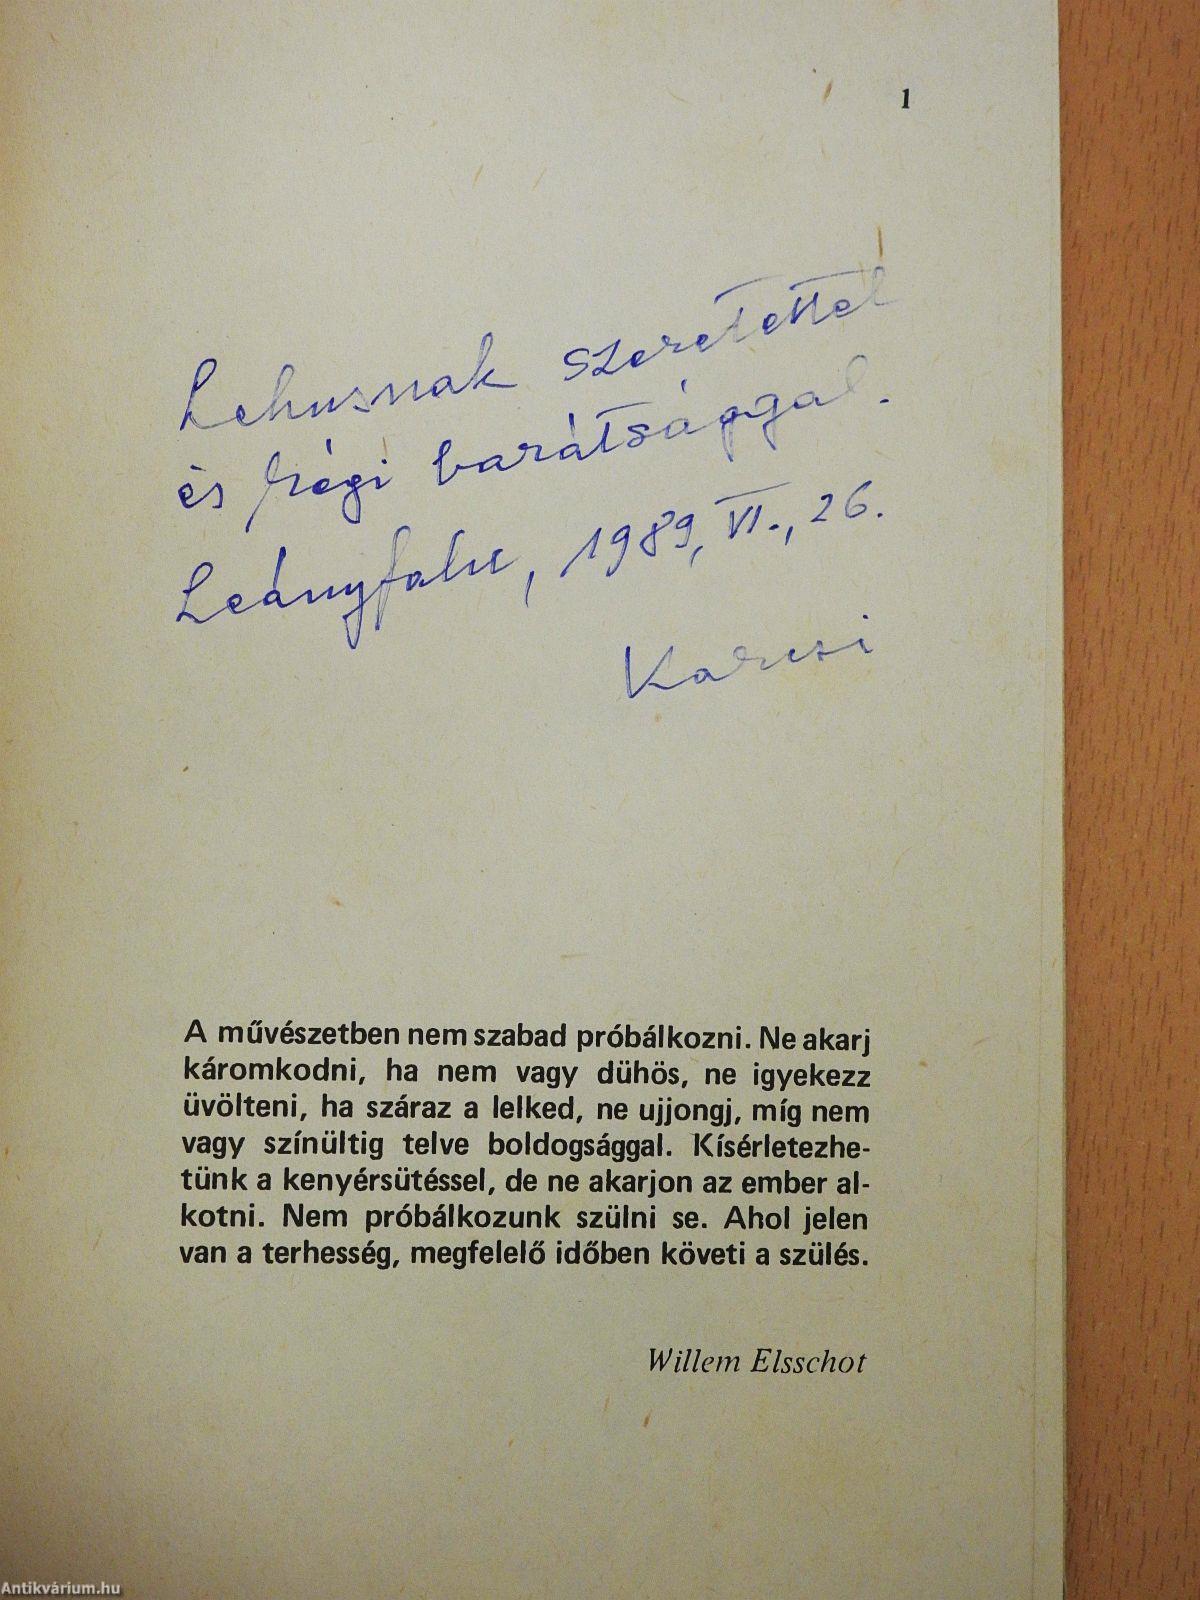 1
Lehusnak szeretettel
és régi barátsággal.
Leányfalu, 1989, VI., 26.
Karcsi
A művészetben nem szabad próbálkozni. Ne akarj
káromkodni, ha nem vagy dühös, ne igyekezz
üvölteni, ha száraz a lelked, ne ujjongj, míg nem
vagy színültig telve boldogsággal. Kísérletezhe-
tünk a kenyérsütéssel, de ne akarjon az ember al-
kotni. Nem próbálkozunk szülni se. Ahol jelen
van a terhesség, megfelelő időben követi a szülés.
Willem Elsschot
Antikvárium.hu